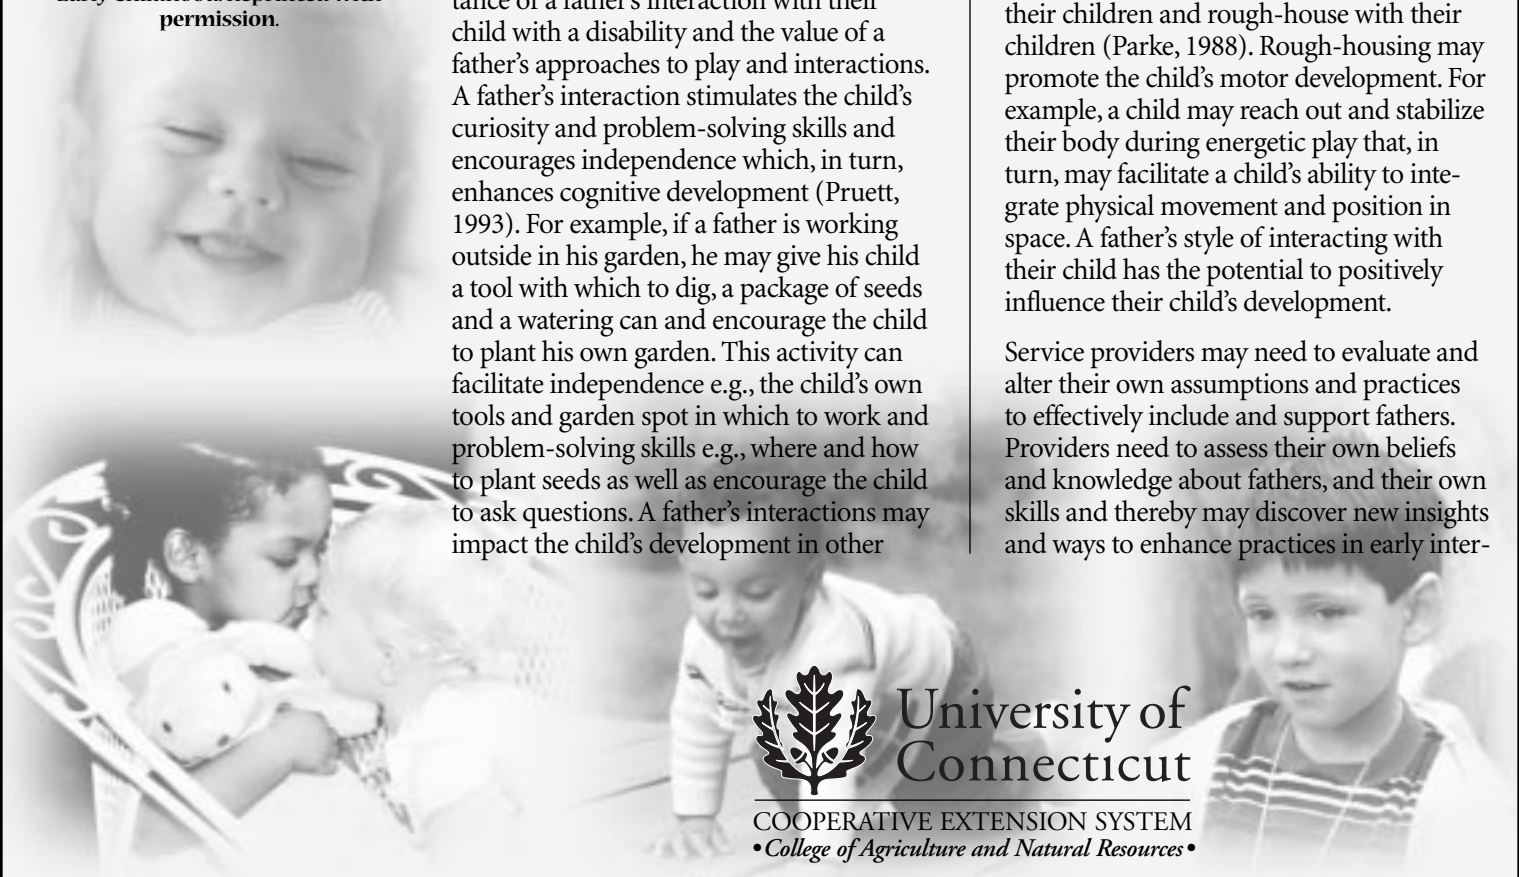 permission.
tance of a father's interaction with their
child with a disability and the value of a
father's approaches to play and interactions.
A father's interaction stimulates the child's
curiosity and problem-solving skills and
encourages independence which, in turn,
enhances cognitive development (Pruett,
1993). For example, if a father is working
outside in his garden, he may give his child
a tool with which to dig, a package of seeds
and a watering can and encourage the child
to plant his own garden. This activity can
facilitate independence e.g., the child's own
tools and garden spot in which to work and
problem-solving skills e.g., where and how
to plant seeds as well as encourage the child
to ask questions. A father's interactions may
impact the child's development in other
their children and rough-house with their
children (Parke, 1988). Rough-housing may
promote the child's motor development. For
example, a child may reach out and stabilize
their body during energetic play that, in
turn, may facilitate a child's ability to inte-
grate physical movement and position in
space. A father's style of interacting with
their child has the potential to positively
influence their child's development.
Service providers may need to evaluate and
alter their own assumptions and practices
to effectively include and support fathers.
Providers need to assess their own beliefs
and knowledge about fathers, and their own
skills and thereby may discover new insights
and ways to enhance practices in early inter-
University of
Connecticut
COOPERATIVE EXTENSION SYSTEM
•College of Agriculture and Natural Resources•